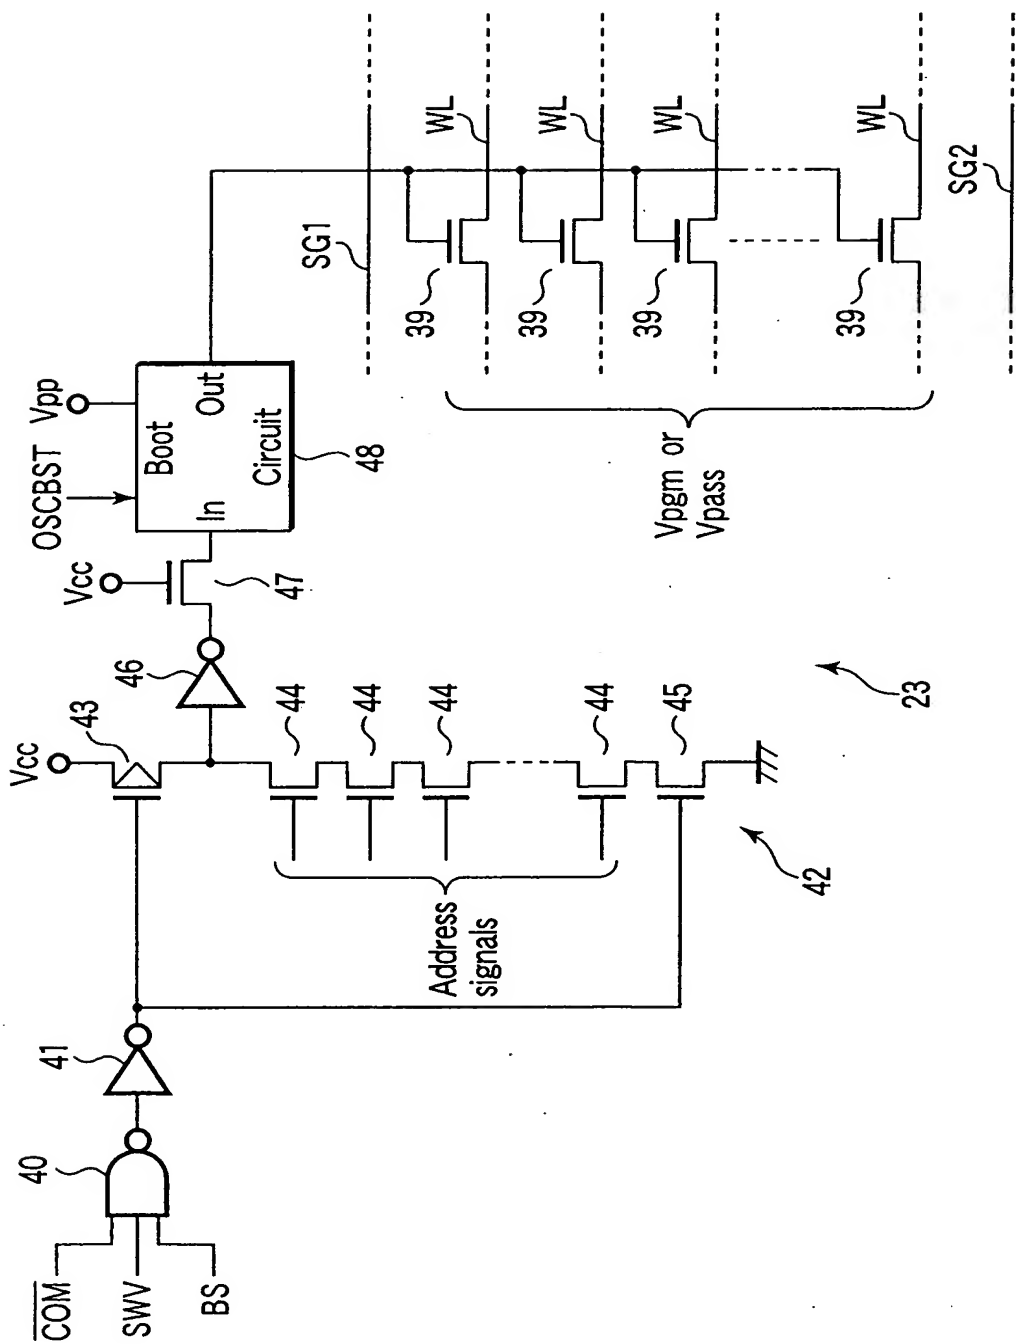 COM
SWV
BS
40
41
Vcc
43
46
Vcc
47
OSCBST
Vpp
Boot
Circuit
In
Out
48
Address
signals
44
44
44
44
45
42
23
SG1
WL
WL
WL
WL
SG2
39
39
39
39
Vpgm or
Vpass